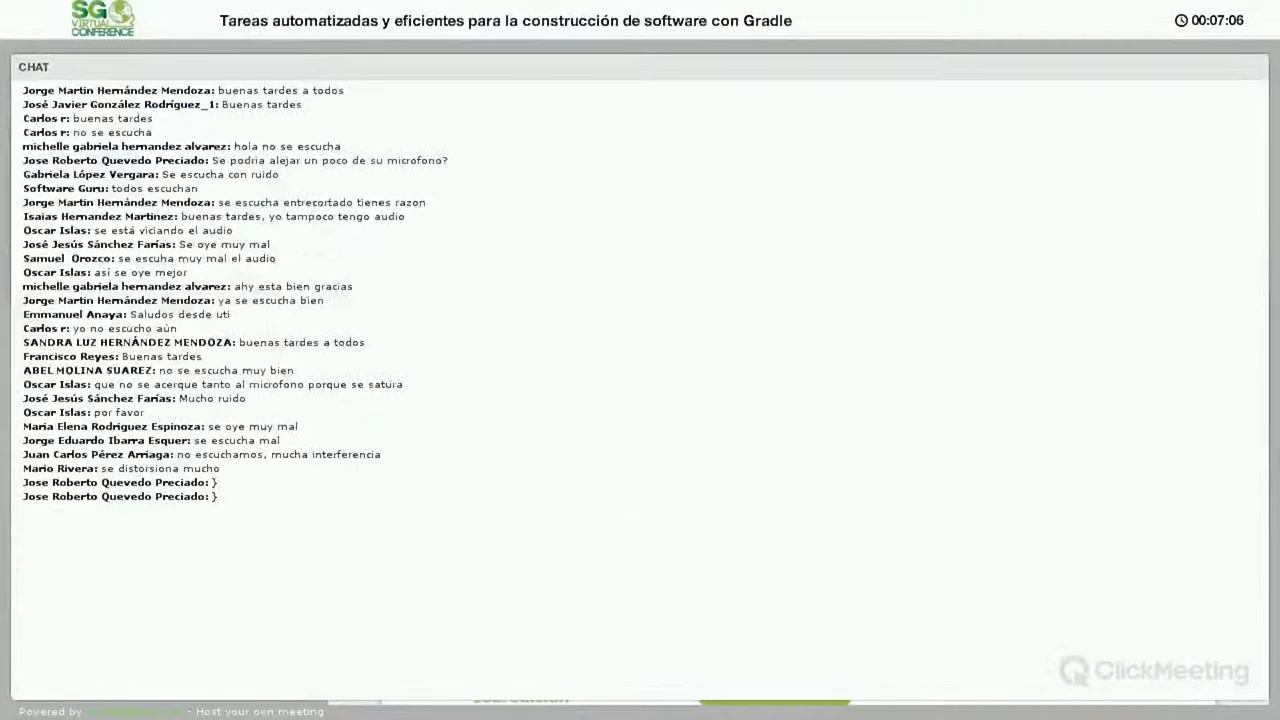 SG
VIRTUAL
CONFERENCE
Tareas automatizadas y eficientes para la construcción de software con Gradle
00:07:06
CHAT
Jorge Martin Hernández Mendoza: buenas tardes a todos
José Javier González Rodríguez_1: Buenas tardes
Carlos r: buenas tardes
Carlos r: no se escucha
michelle gabriela hernandez alvarez: hola no se escucha
Jose Roberto Quevedo Preciado: Se podria alejar un poco de su microfono?
Gabriela López Vergara: Se escucha con ruido
Software Guru: todos escuchan
Jorge Martin Hernández Mendoza: se escucha entrecortado tienes razon
Isaias Hernandez Martinez: buenas tardes, yo tampoco tengo audio
Oscar Islas: se está viciando el audio
José Jesús Sánchez Farías: Se oye muy mal
Samuel Orozco: se escuha muy mal el audio
Oscar Islas: así se oye mejor
michelle gabriela hernandez alvarez: ahy esta bien gracias
Jorge Martin Hernández Mendoza: ya se escucha bien
Emmanuel Anaya: Saludos desde uti
Carlos r: yo no escucho aún
SANDRA LUZ HERNÁNDEZ MENDOZA: buenas tardes a todos
Francisco Reyes: Buenas tardes
ABEL MOLINA SUAREZ: no se escucha muy bien
Oscar Islas: que no se acerque tanto al microfono porque se satura
José Jesús Sánchez Farías: Mucho ruido
Oscar Islas: por favor
Maria Elena Rodriguez Espinoza: se oye muy mal
Jorge Eduardo Ibarra Esquer: se escucha mal
Juan Carlos Pérez Arriaga: no escuchamos, mucha interferencia
Mario Rivera: se distorsiona mucho
Jose Roberto Quevedo Preciado: }
Jose Roberto Quevedo Preciado: }
ClickMeeting
Powered by - Host your own meeting